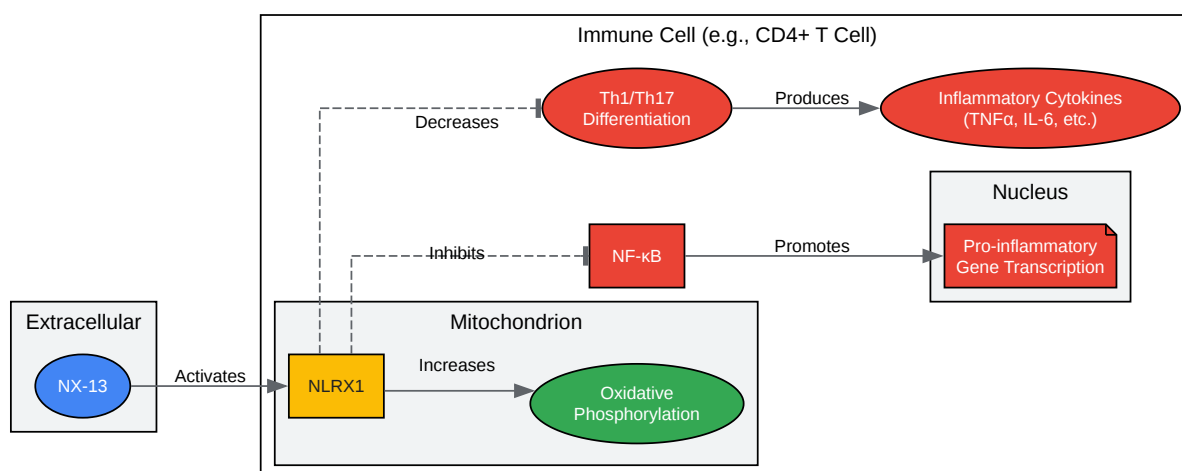 Immune Cell (e.g., CD4+ T Cell)
Th1/Th17
Differentiation
Produces
Inflammatory Cytokines
(TNFα, IL-6, etc.)
Decreases
Nucleus
Inhibits
NF-κB
Promotes
Pro-inflammatory
Gene Transcription
Extracellular
Mitochondrion
NX-13
Activates
NLRX1
Increases
Oxidative
Phosphorylation